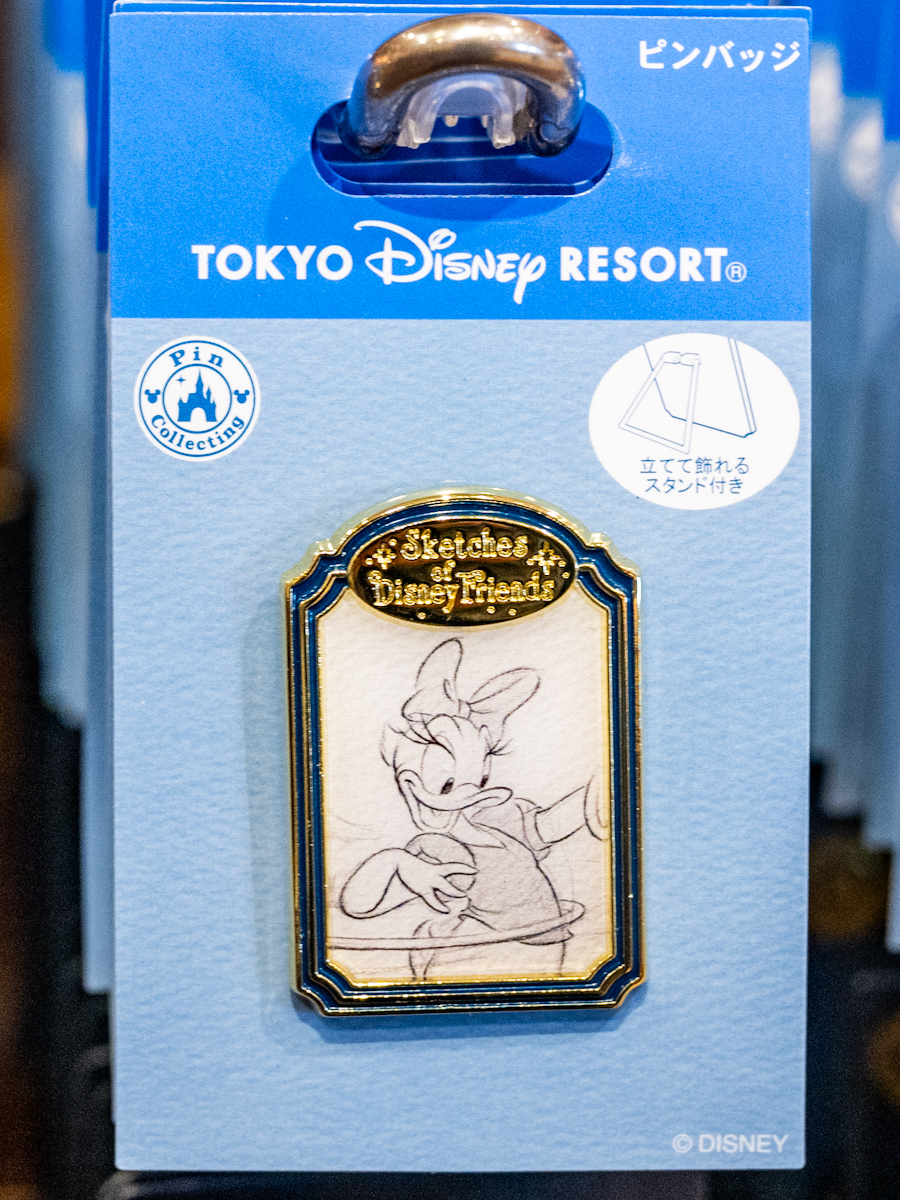 ピンバッジ
TOKYO Disney RESORT®
Pin
Collecting
立てて飾れる
スタンド付き
Sketches
of
Disney Friends
© DISNEY